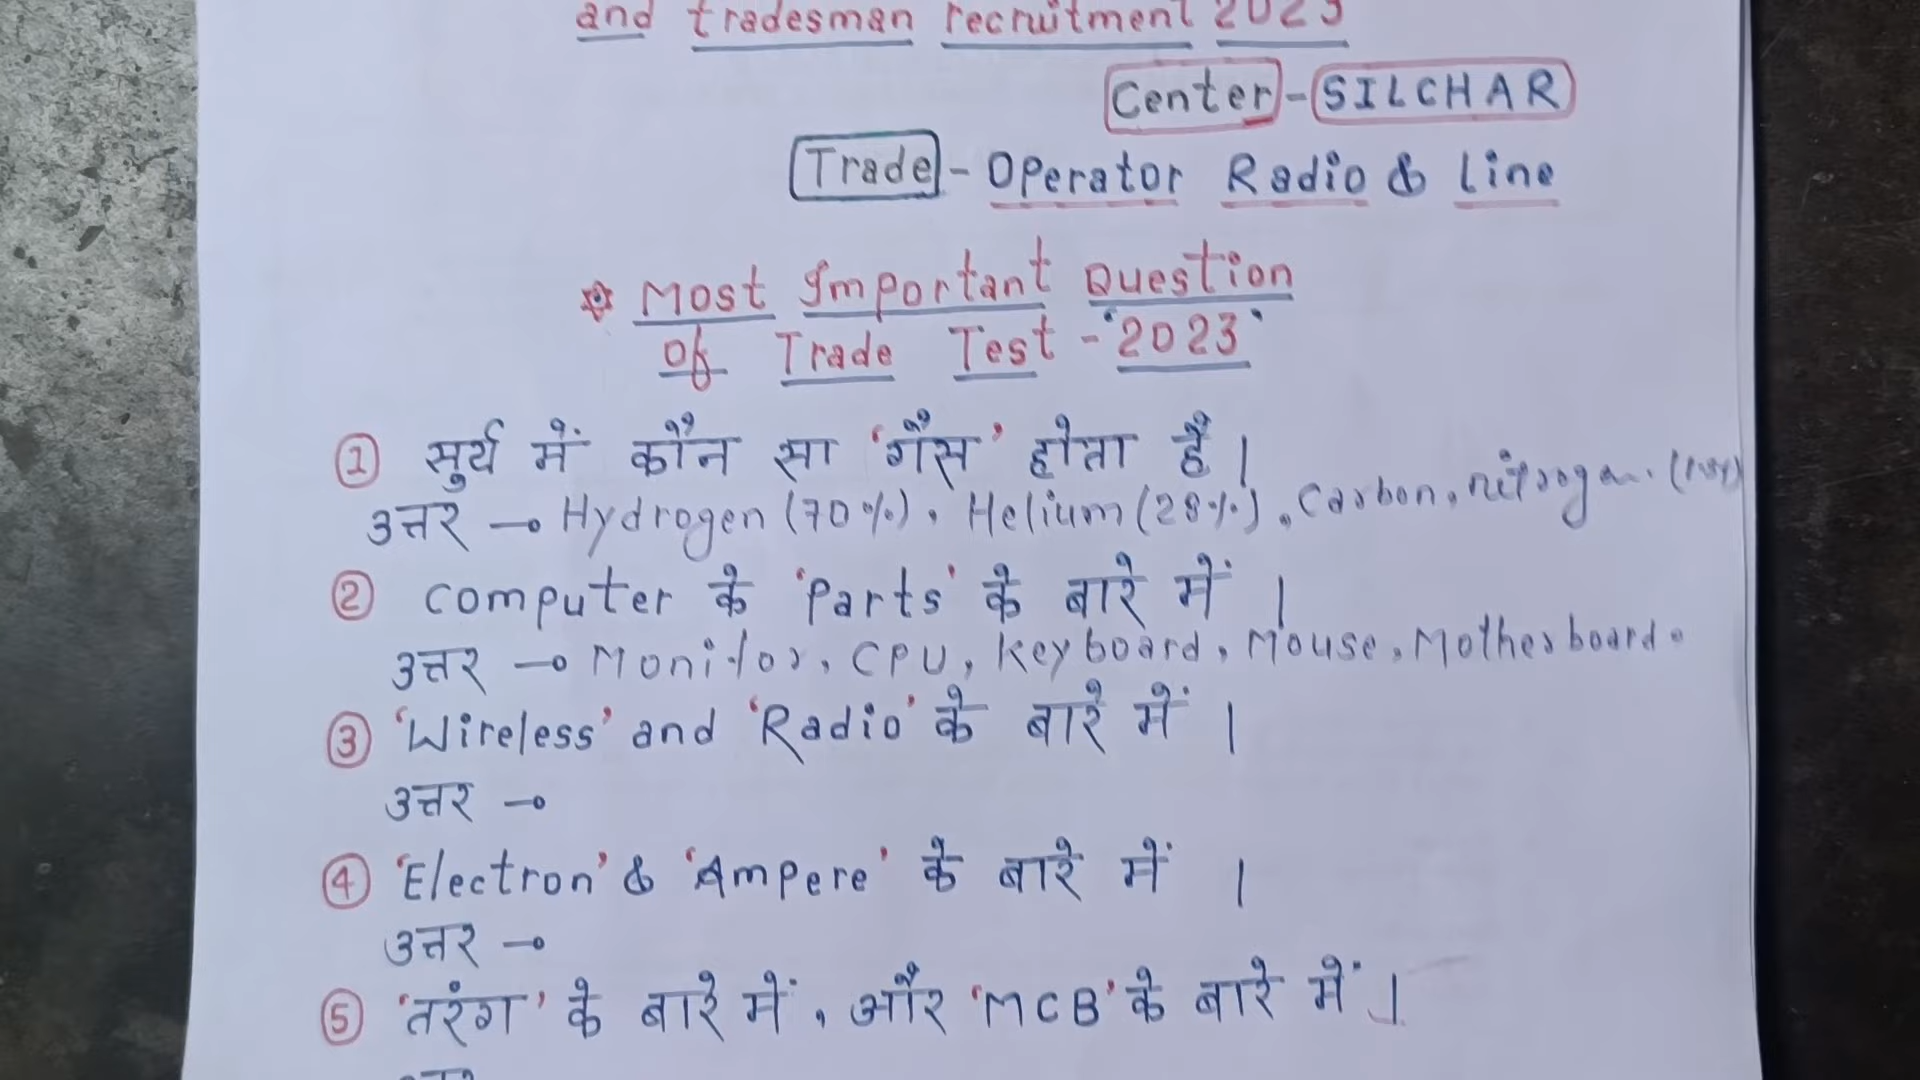 and tradesman recruitment 2023
Center - SILCHAR
Trade - Operator Radio & Line
Most Important Question
Of Trade Test - '2023'
① सुर्य में कौन सा 'गैस' होता है |
उत्तर → Hydrogen (70%), Helium (28%), Carbon, nitrogen.
② Computer के 'Parts' के बारे में |
उत्तर → Monitor, CPU, Keyboard, Mouse, Motherboard.
③ 'Wireless' and 'Radio' के बारे में |
उत्तर →
④ 'Electron' & 'Ampere' के बारे में |
उत्तर →
⑤ 'तरंग' के बारे में, और 'MCB' के बारे में |